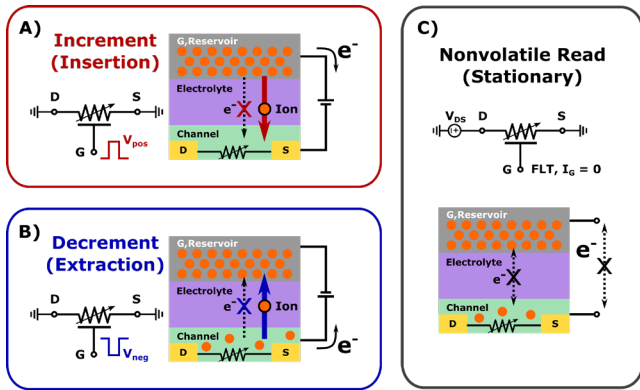 A)
Increment
(Insertion)
D
S
G
V_pos
G,Reservoir
Electrolyte
e⁻
Ion
Channel
D
S
e⁻
B)
Decrement
(Extraction)
D
S
G
V_neg
G,Reservoir
Electrolyte
e⁻
Ion
Channel
D
S
e⁻
C)
Nonvolatile Read
(Stationary)
V_DS
D
S
G
FLT, I_G = 0
G,Reservoir
Electrolyte
e⁻
Channel
D
S
e⁻